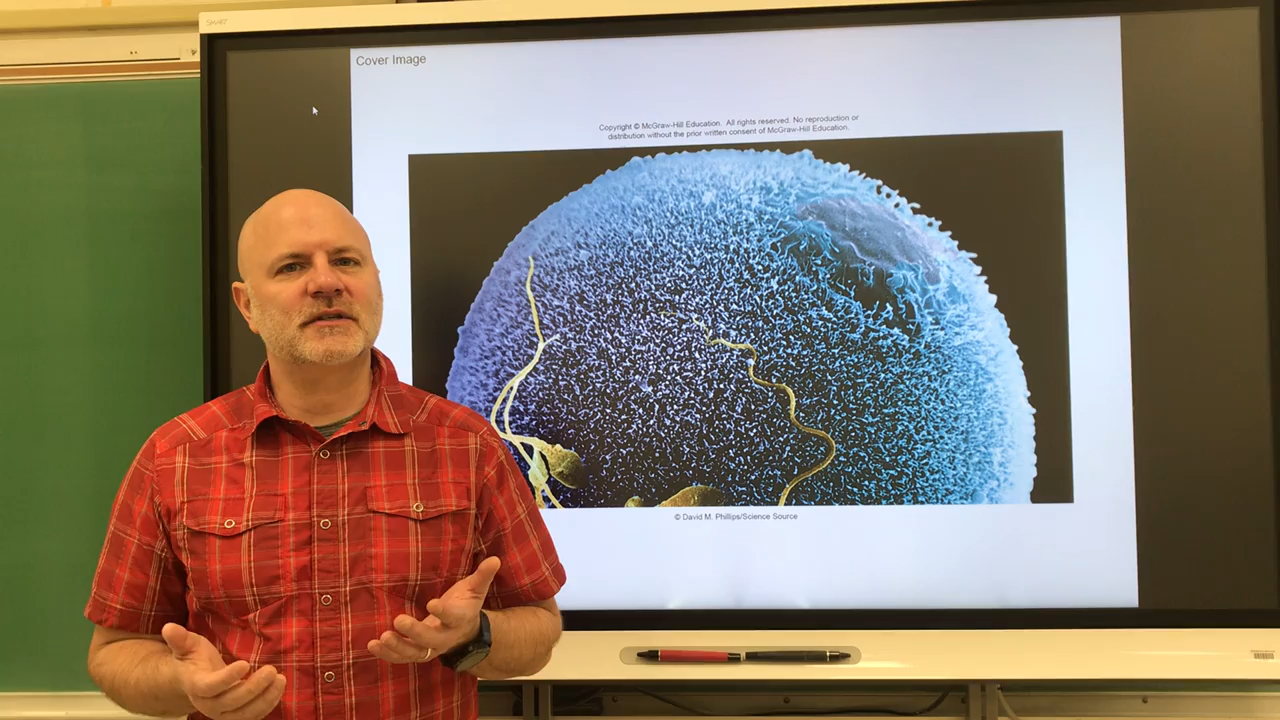 SMART
Cover Image
Copyright © McGraw-Hill Education. All rights reserved. No reproduction or
distribution without the prior written consent of McGraw-Hill Education.
© David M. Phillips/Science Source